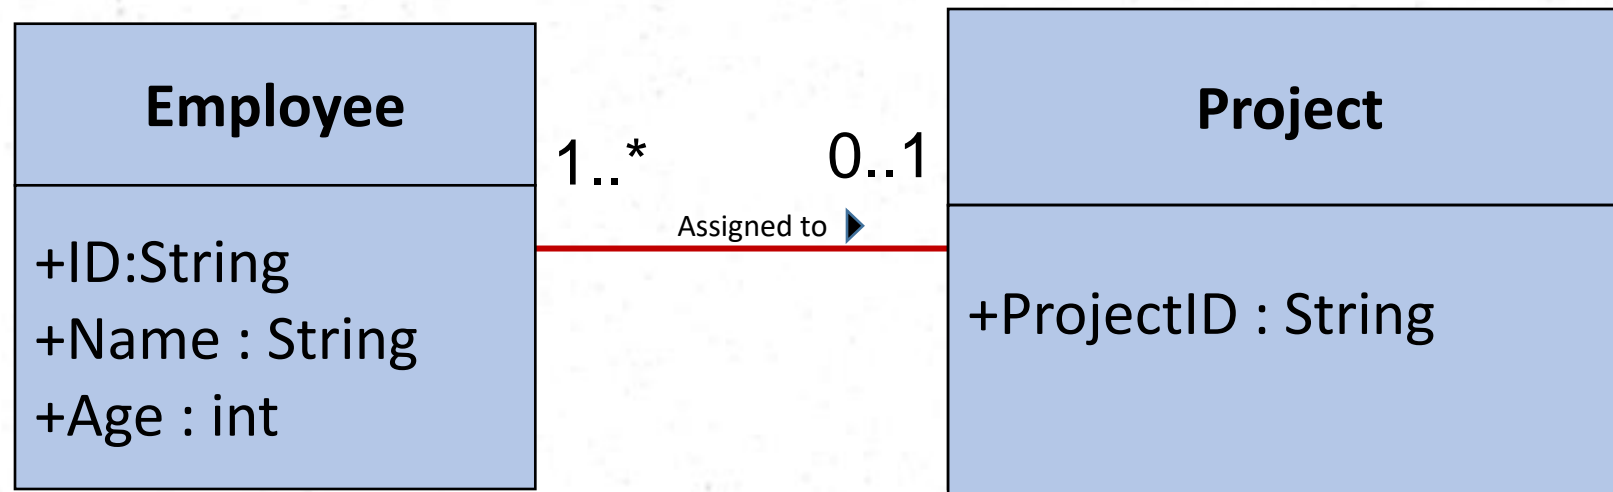 Employee
+ID:String
+Name : String
+Age : int
1..*
0..1
Assigned to
Project
+ProjectID : String